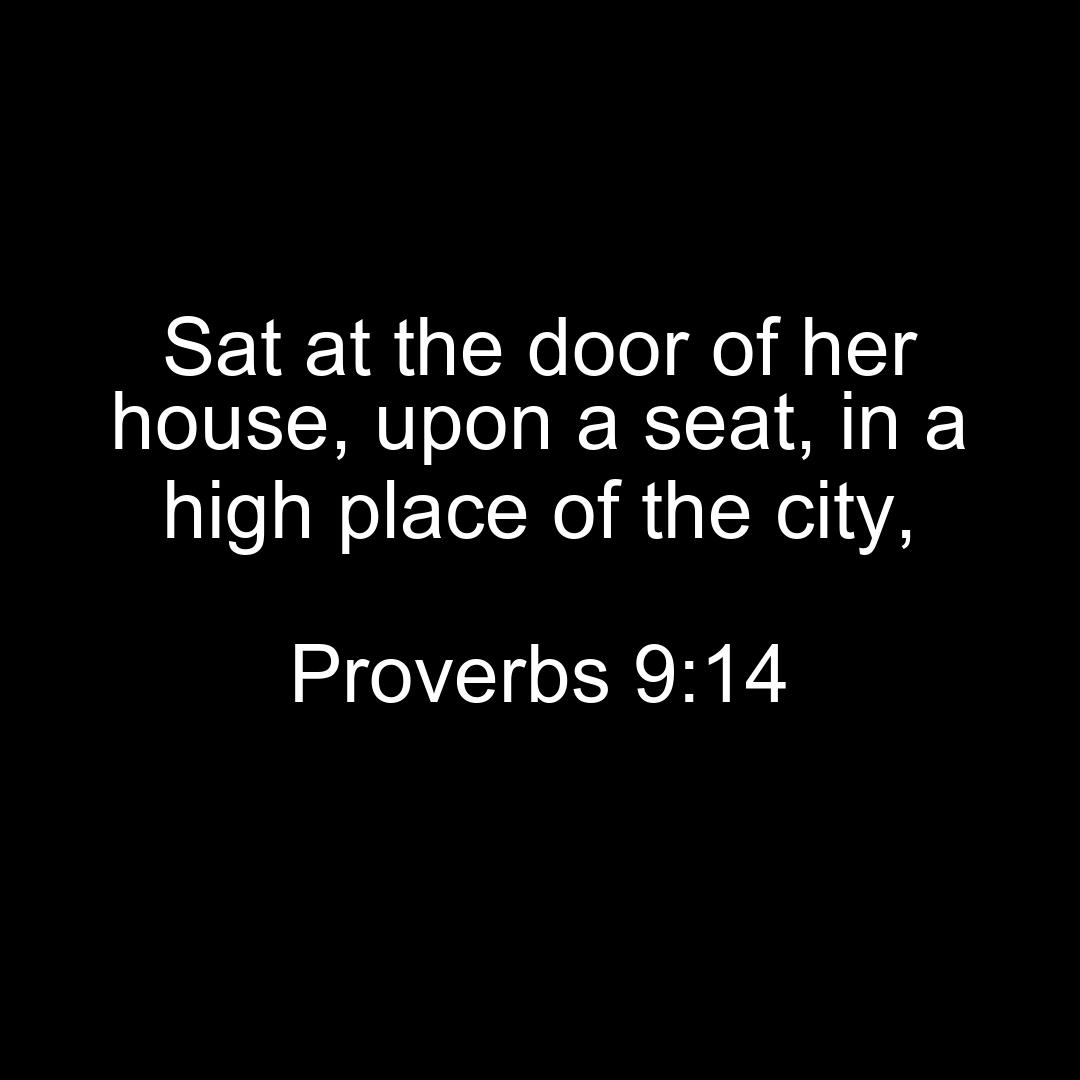 Sat at the door of her
house, upon a seat, in a
high place of the city,
Proverbs 9:14